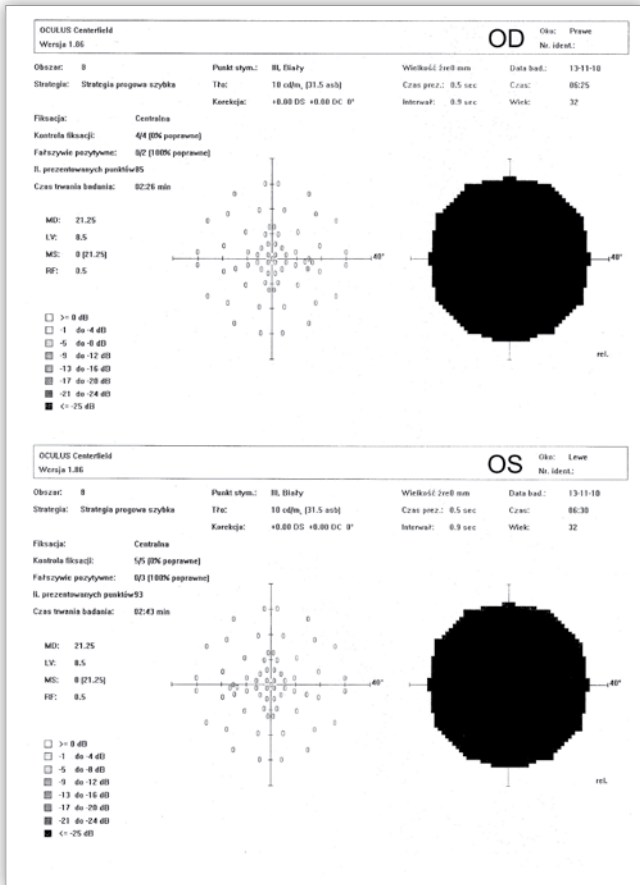 OCULUS Centerfield
Wersja 1.86
OD
Oko: Prawe
Nr. ident.:
Obszar: 0 Punkt stym.: III, Biały Wielkość źre0 mm Data bad.: 13-11-10
Strategia: Strategia progowa szybka Tło: 10 cd/m, (31.5 asb) Czas prez.: 0.5 sec Czas: 06:25
Korekcja: +0.00 DS +0.00 DC 0° Interwał: 0.9 sec Wiek: 32
Fiksacja: Centralna
Kontrola fiksacji: 4/4 (0% poprawne)
Fałszywie pozytywne: 0/2 (100% poprawne)
Il. prezentowanych punktów85
Czas trwania badania: 02:26 min
MD: 21.25
LV: 0.5
MS: 0 [21.25]
RF: 0.5
40°
40°
>= 0 dB
-1 do -4 dB
-5 do -8 dB
-9 do -12 dB
-13 do -16 dB
-17 do -20 dB
-21 do -24 dB
<= -25 dB
rel.
OCULUS Centerfield
Wersja 1.86
OS
Oko: Lewe
Nr. ident.:
Obszar: 0 Punkt stym.: III, Biały Wielkość źre0 mm Data bad.: 13-11-10
Strategia: Strategia progowa szybka Tło: 10 cd/m, (31.5 asb) Czas prez.: 0.5 sec Czas: 06:30
Korekcja: +0.00 DS +0.00 DC 0° Interwał: 0.9 sec Wiek: 32
Fiksacja: Centralna
Kontrola fiksacji: 5/5 (0% poprawne)
Fałszywie pozytywne: 0/3 (100% poprawne)
Il. prezentowanych punktów93
Czas trwania badania: 02:43 min
MD: 21.25
LV: 0.5
MS: 0 [21.25]
RF: 0.5
40°
40°
>= 0 dB
-1 do -4 dB
-5 do -8 dB
-9 do -12 dB
-13 do -16 dB
-17 do -20 dB
-21 do -24 dB
<= -25 dB
rel.